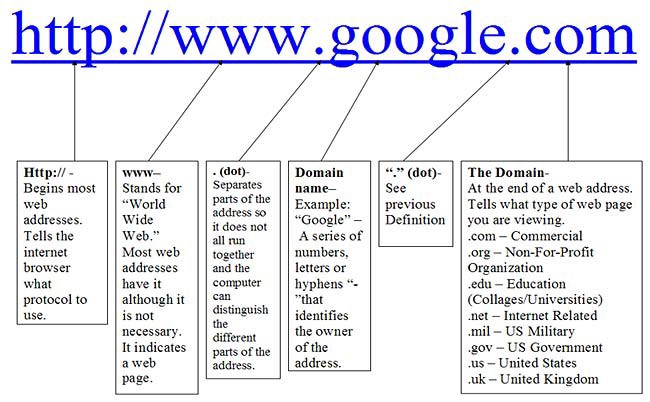 http://www.google.com
Http:// -
Begins most
web
addresses.
Tells the
internet
browser
what
protocol to
use.
www–
Stands for
“World
Wide
Web.”
Most web
addresses
have it
although it
is not
necessary.
It indicates
a web
page.
. (dot)-
Separates
parts of the
address so
it does not
all run
together
and the
computer
can
distinguish
the
different
parts of the
address.
Domain
name–
Example:
“Google” –
A series of
numbers,
letters or
hyphens “-
”that
identifies
the owner
of the
address.
“.” (dot)-
See
previous
Definition
The Domain-
At the end of a web address.
Tells what type of web page
you are viewing.
.com – Commercial
.org – Non-For-Profit
Organization
.edu – Education
(Collages/Universities)
.net – Internet Related
.mil – US Military
.gov – US Government
.us – United States
.uk – United Kingdom